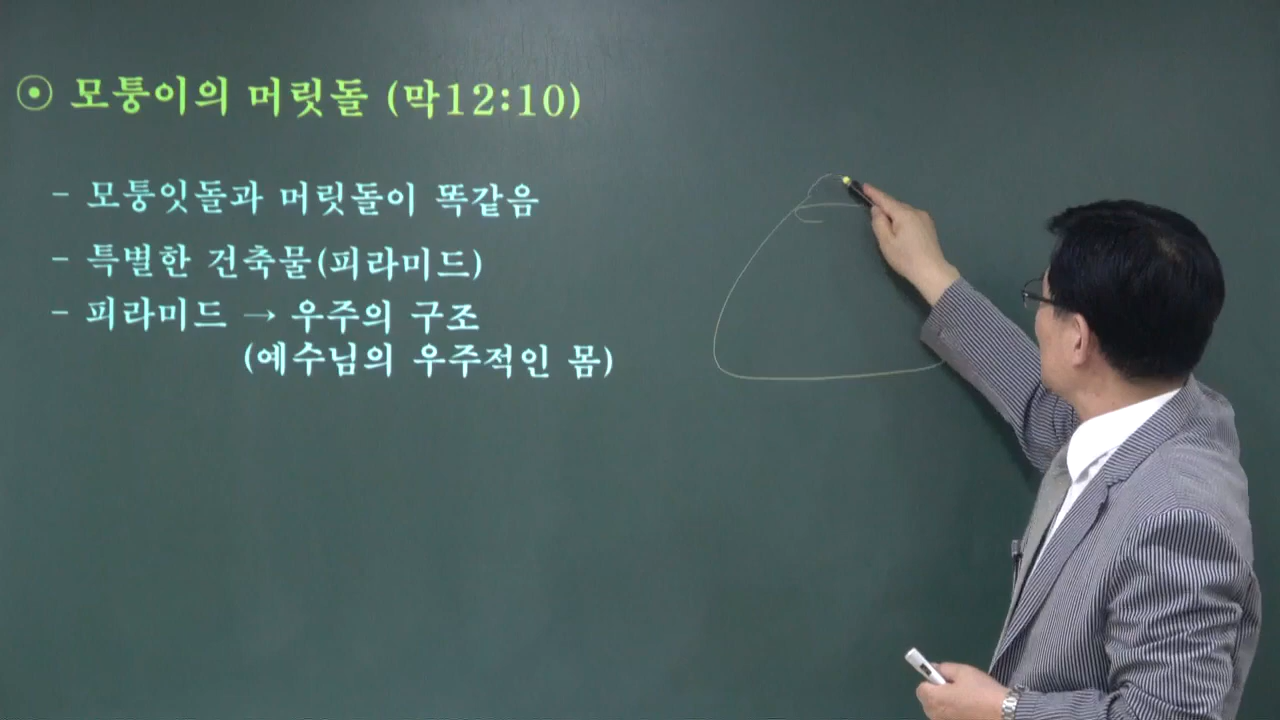 ⊙ 모퉁이의 머릿돌 (막12:10)
- 모퉁잇돌과 머릿돌이 똑같음
- 특별한 건축물(피라미드)
- 피라미드 → 우주의 구조
(예수님의 우주적인 몸)